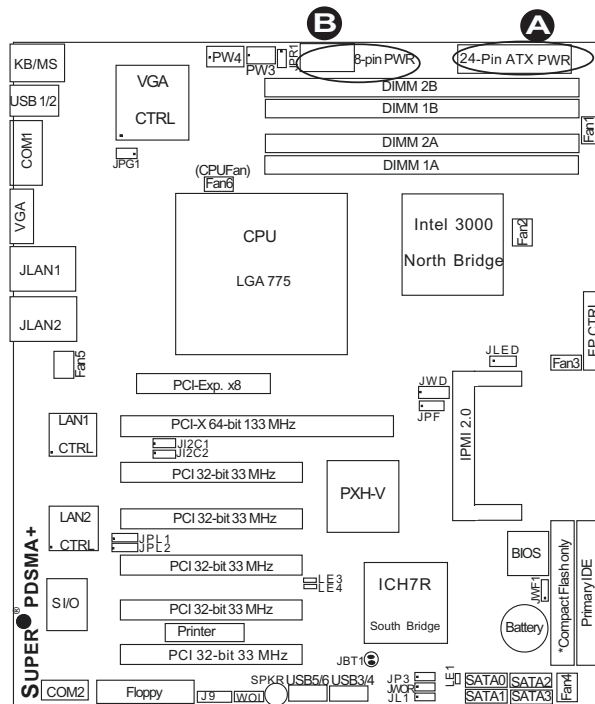 B
A
KB/MS
PW4
PW3
JPR1
8-pin PWR
24-Pin ATX PWR
VGA
CTRL
DIMM 2B
USB 1/2
DIMM 1B
Fan1
COM1
DIMM 2A
JPG1
DIMM 1A
(CPUFan)
Fan6
VGA
CPU
LGA 775
Intel 3000
North Bridge
Fan2
JLAN1
JLAN2
FP CTRL
Fan5
JLED
Fan3
PCI-Exp. x8
JWD
JPF
IPMI 2.0
LAN1
CTRL
PCI-X 64-bit 133 MHz
JI2C1
JI2C2
PCI 32-bit 33 MHz
PXH-V
LAN2
CTRL
PCI 32-bit 33 MHz
JPL1
JPL2
BIOS
PCI 32-bit 33 MHz
LE3
LE4
ICH7R
South Bridge
JWF1
*Compact Flash only
Primary IDE
S I/O
PCI 32-bit 33 MHz
Battery
Printer
PCI 32-bit 33 MHz
JBT1
SUPER® PDSMA+
COM2
Floppy
J9
WOL
SPKR
USB5/6
USB3/4
JP3
JWOR
JL1
LE1
SATA0
SATA2
SATA1
SATA3
Fan4